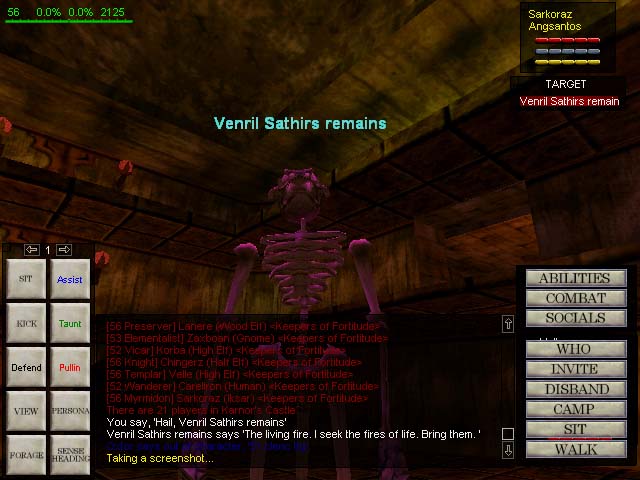 56 0.0% 0.0% 2125
Sarkoraz
Angsantos
TARGET
Venril Sathirs remain
Venril Sathirs remains
1
SIT
Assist
KICK
Taunt
Defend
Pullin
VIEW
PERSONA
FORAGE
SENSE HEADING
[56 Preserver] Lanere (Wood Elf) <Keepers of Fortitude>
[53 Elementalist] Zaxboan (Gnome) <Keepers of Fortitude>
[52 Vicar] Korba (High Elf) <Keepers of Fortitude>
[56 Knight] Chingerz (Half Elf) <Keepers of Fortitude>
[56 Templar] Velle (High Elf) <Keepers of Fortitude>
[52 Wanderer] (Human) <Keepers of Fortitude>
[56 Myrmidon] Sarkoraz (Iksar) <Keepers of Fortitude>
There are 21 players in Karnor's Castle
You say, 'Hail, Venril Sathirs remains'
Venril Sathirs remains says 'The living fire. I seek the fires of life. Bring them. '
Taking a screenshot...
ABILITIES
COMBAT
SOCIALS
WHO
INVITE
DISBAND
CAMP
SIT
WALK